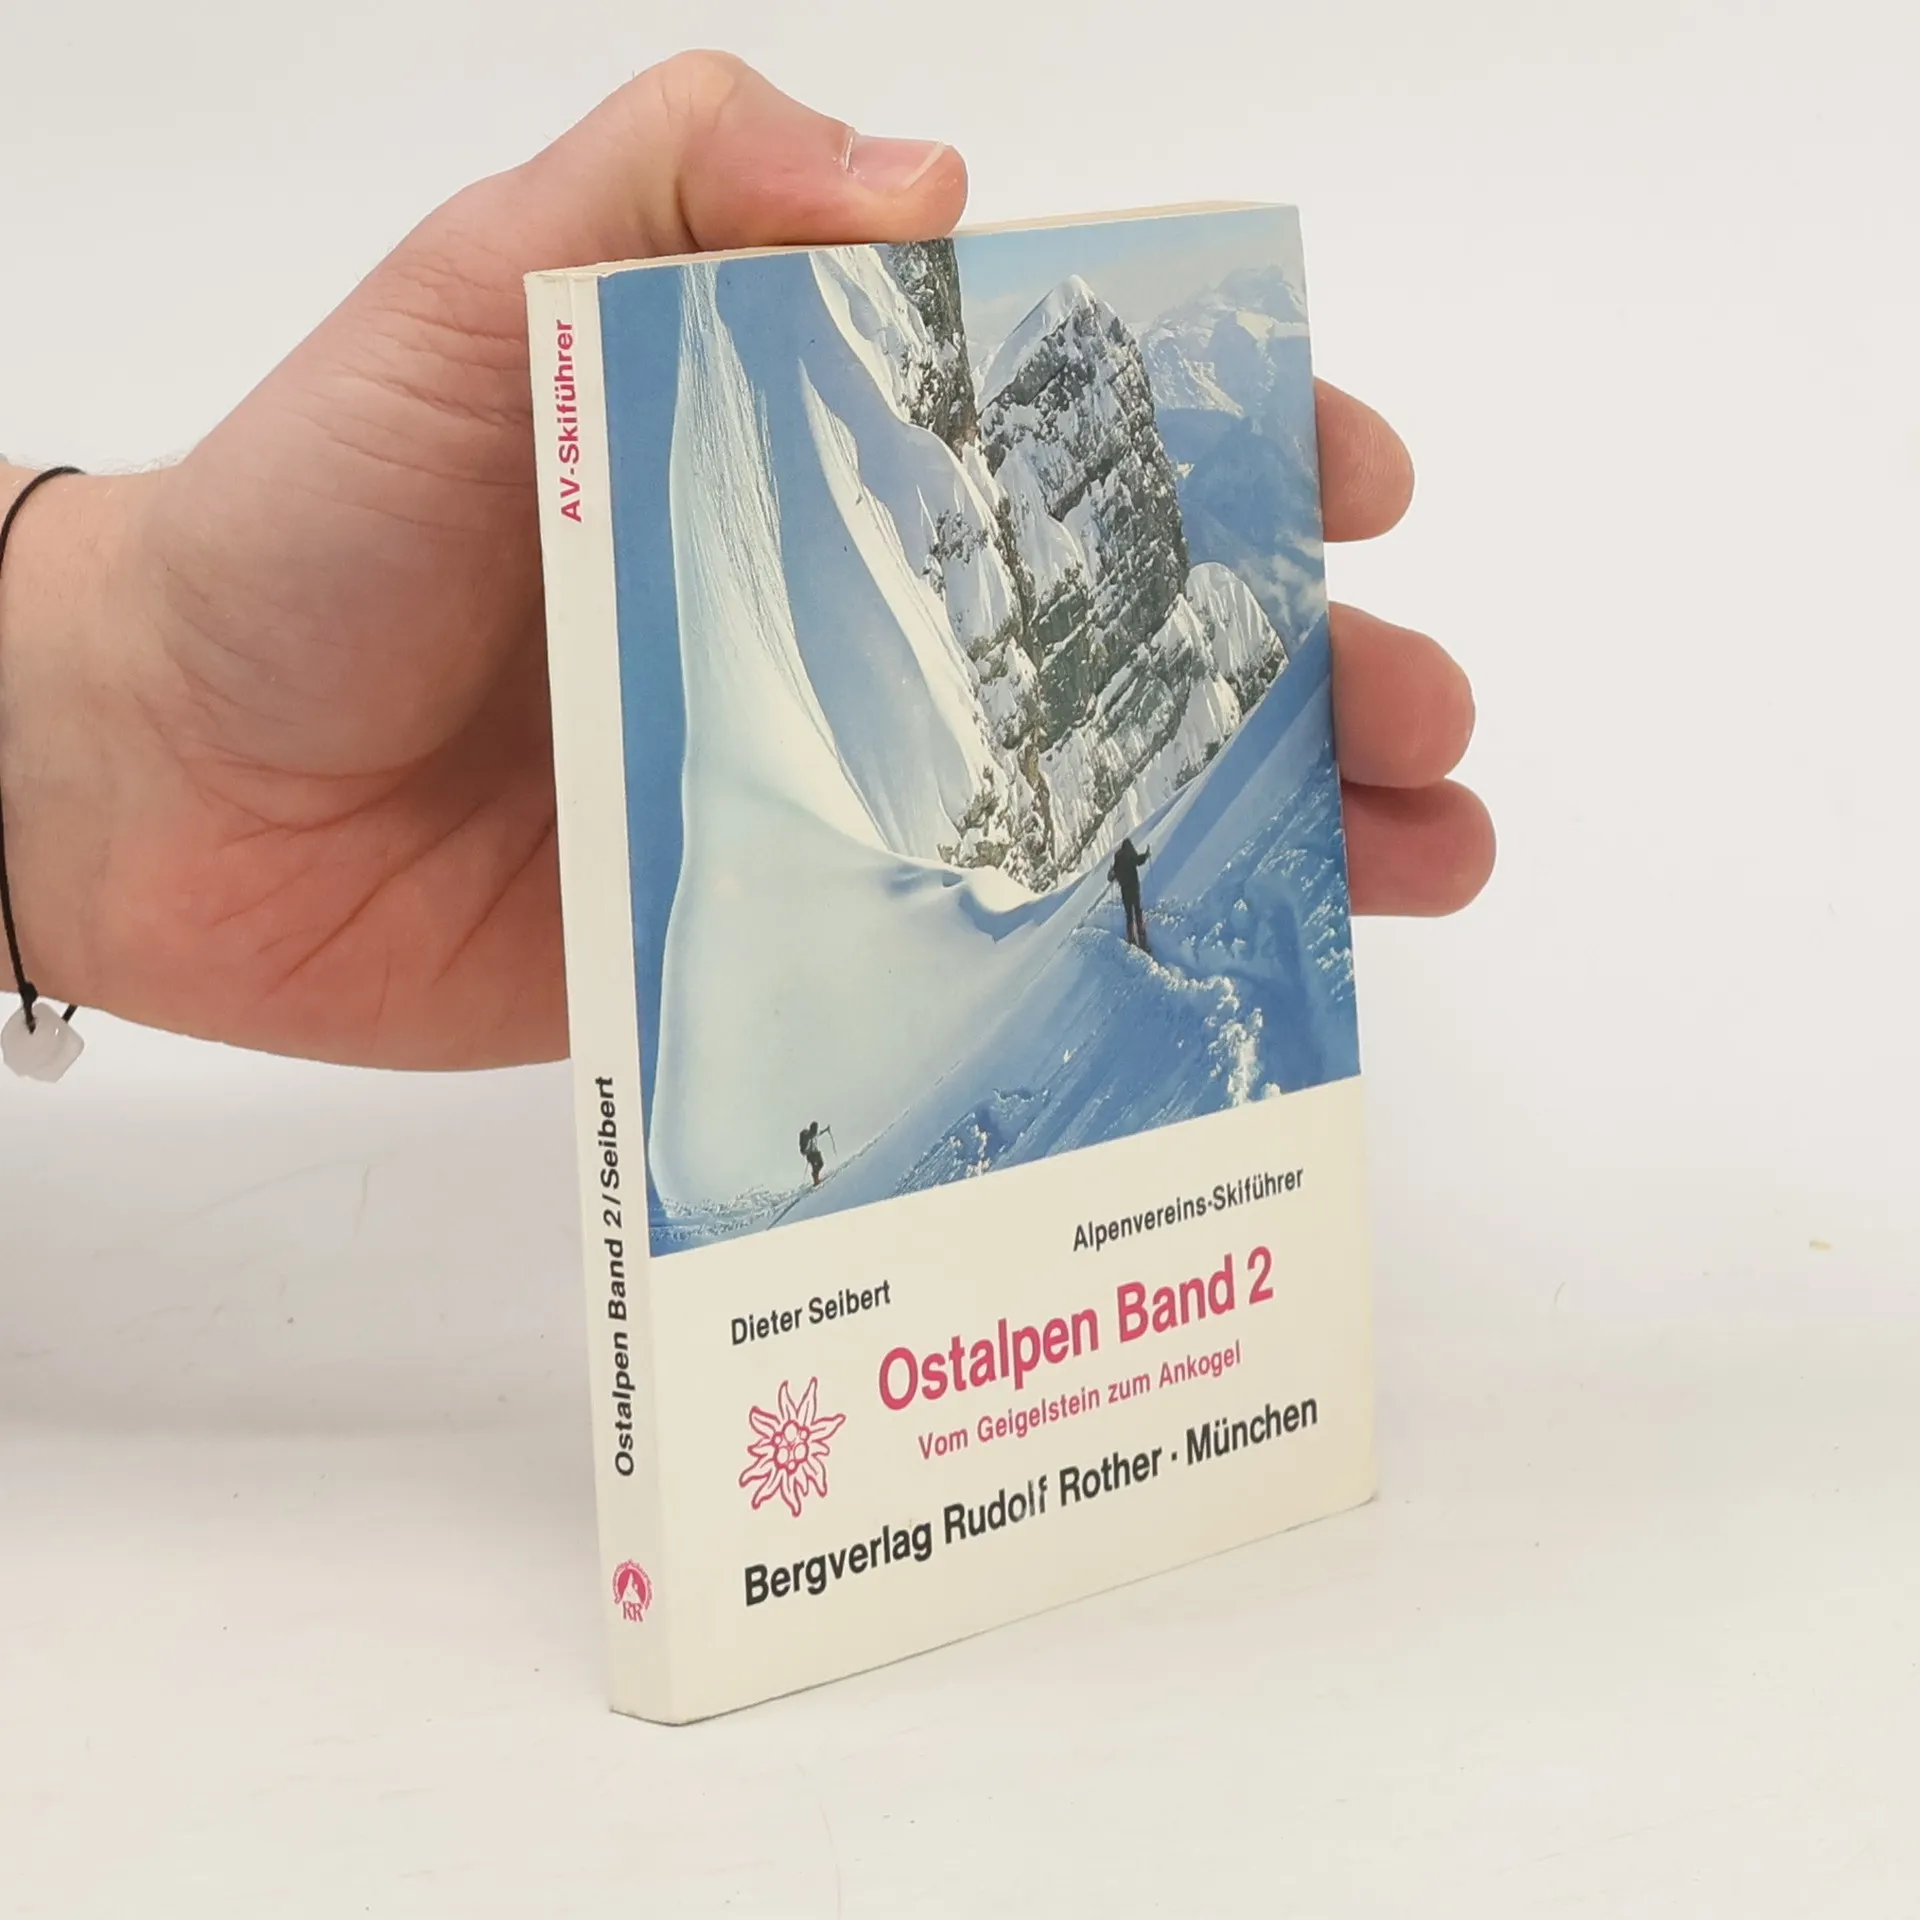 AV-Skiführer
Ostalpen Band 2/Seibert
RR
Alpenvereins-Skiführer
Dieter Seibert
Ostalpen Band 2
Vom Geigelstein zum Ankogel
Bergverlag Rudolf Rother · München